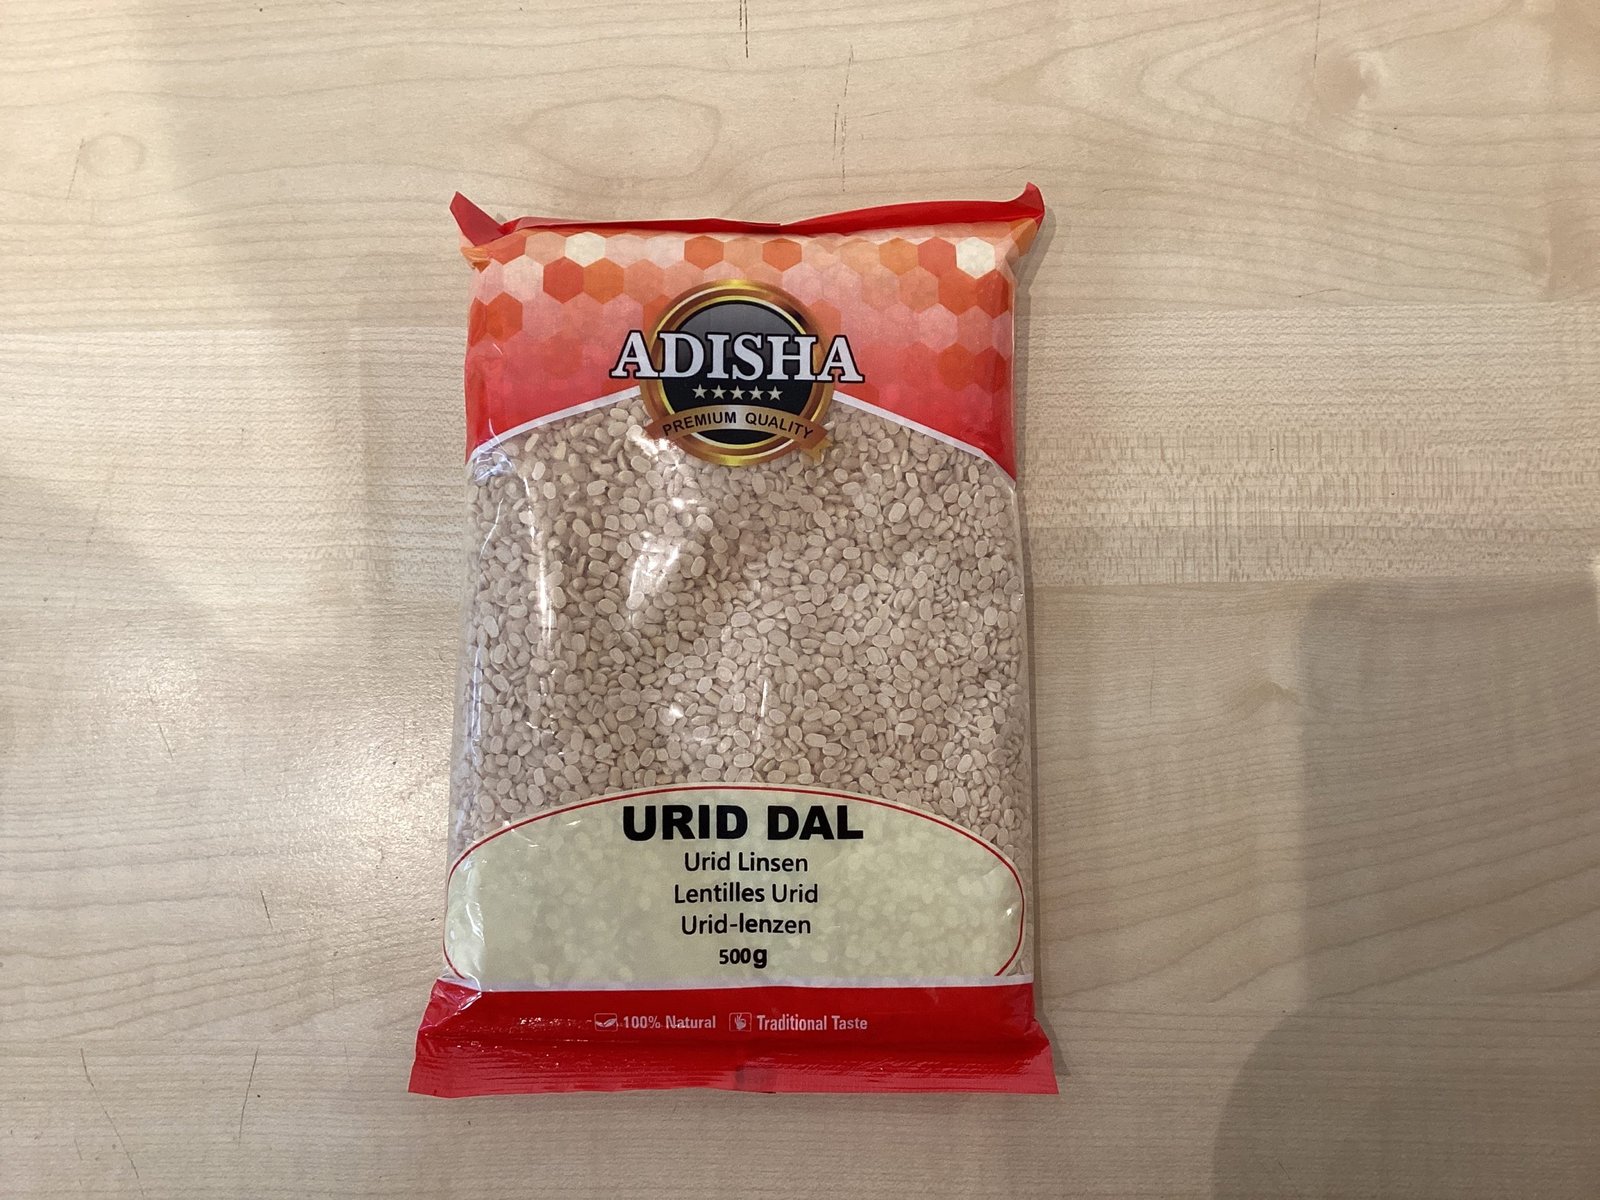 ADISHA
PREMIUM QUALITY
URID DAL
Urid Linsen
Lentilles Urid
Urid-lenzen
500g
100% Natural Traditional Taste